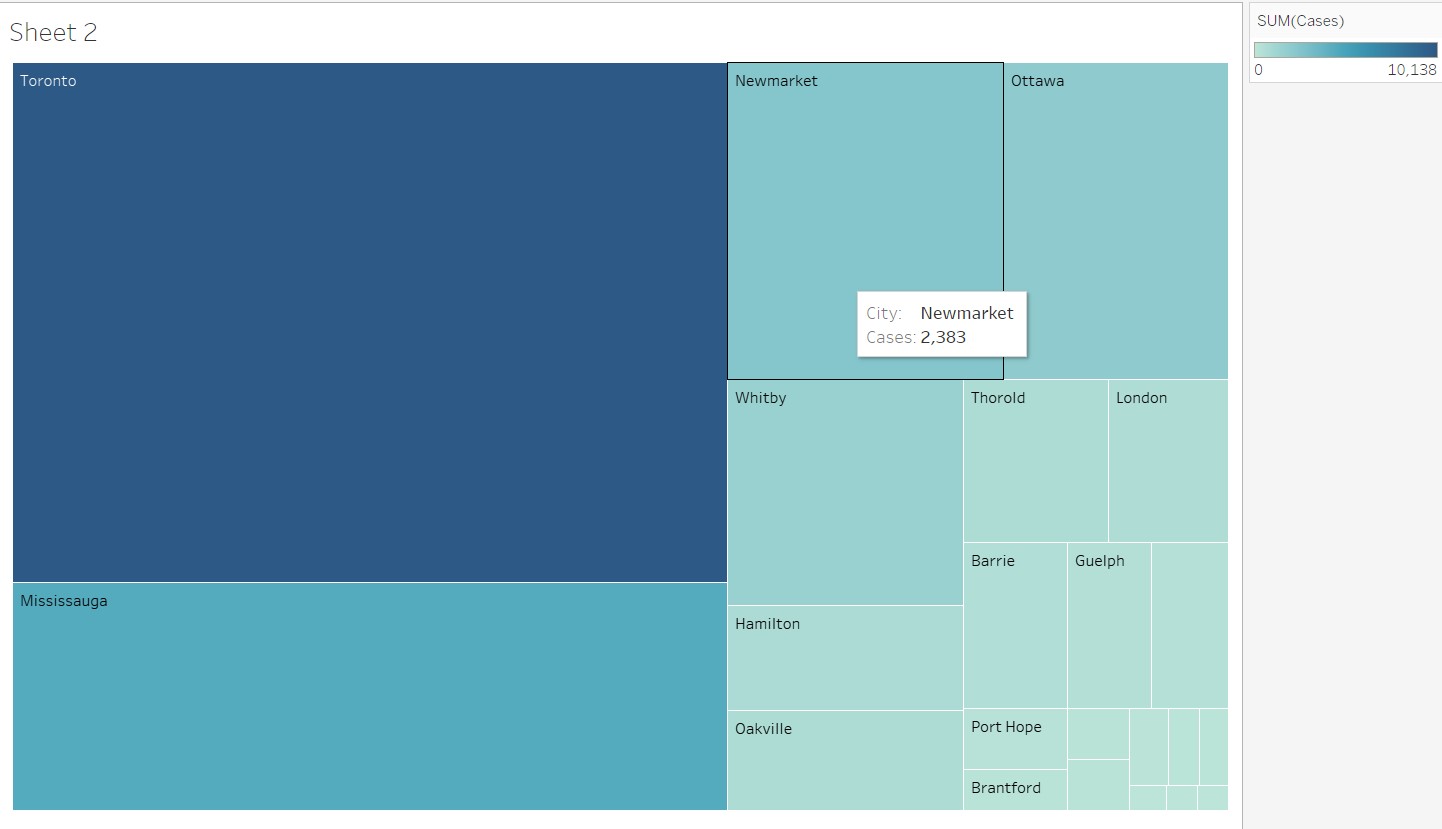 Sheet 2
SUM(Cases)
0 10,138
Toronto
Newmarket
Ottawa
City: Newmarket
Cases: 2,383
Whitby
Thorold
London
Barrie
Guelph
Mississauga
Hamilton
Oakville
Port Hope
Brantford